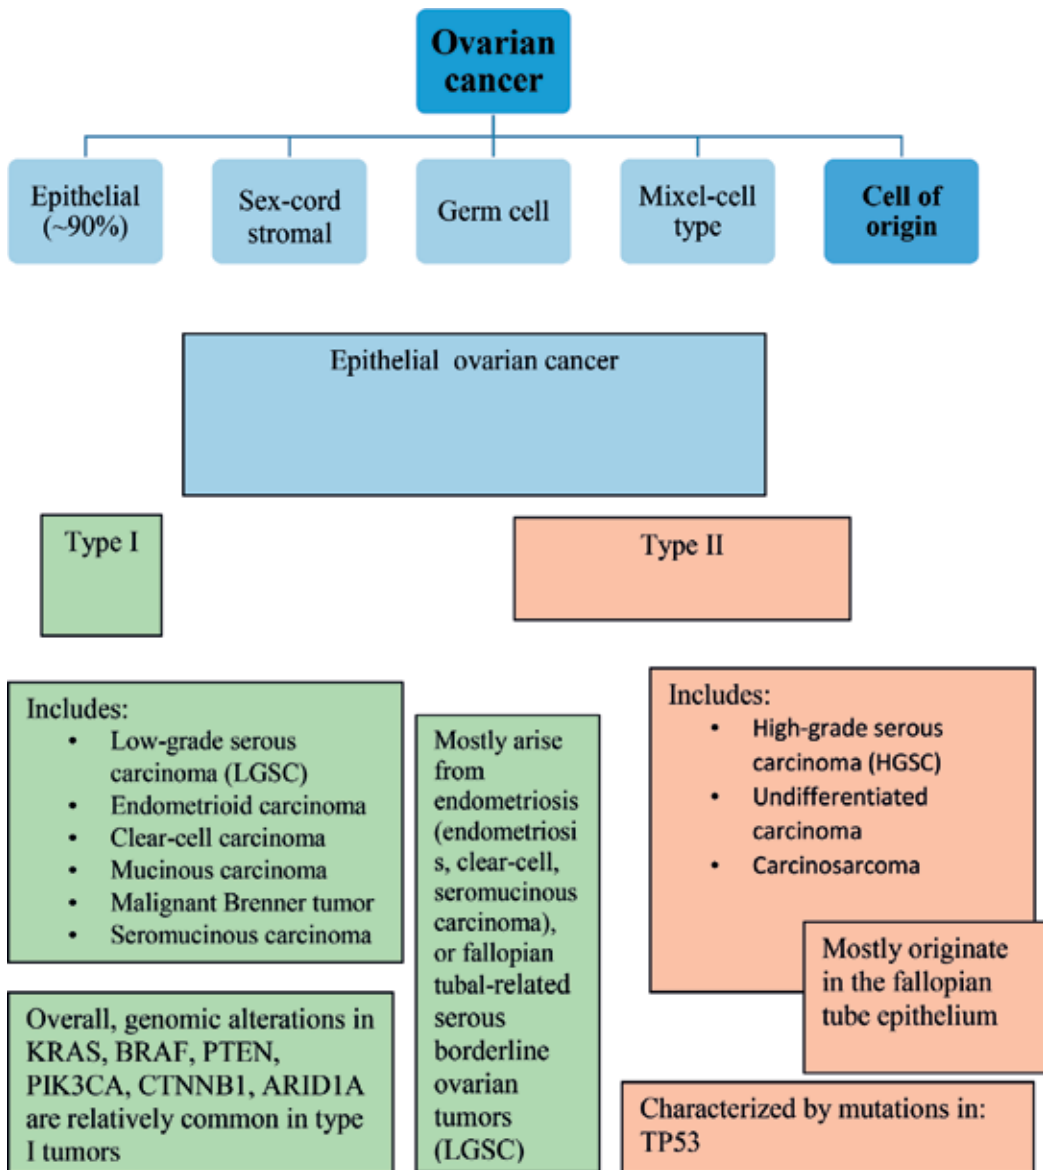 Ovarian
cancer
Epithelial
(~90%)
Sex-cord
stromal
Germ cell
Mixel-cell
type
Cell of
origin
Epithelial ovarian cancer
Type I
Type II
Includes:
• Low-grade serous
carcinoma (LGSC)
• Endometrioid carcinoma
• Clear-cell carcinoma
• Mucinous carcinoma
• Malignant Brenner tumor
• Seromucinous carcinoma
Overall, genomic alterations in
KRAS, BRAF, PTEN,
PIK3CA, CTNNB1, ARID1A
are relatively common in type
I tumors
Mostly arise
from
endometriosis
(endometriosi
s, clear-cell,
seromucinous
carcinoma),
or fallopian
tubal-related
serous
borderline
ovarian
tumors
(LGSC)
Includes:
• High-grade serous
carcinoma (HGSC)
• Undifferentiated
carcinoma
• Carcinosarcoma
Mostly originate
in the fallopian
tube epithelium
Characterized by mutations in:
TP53